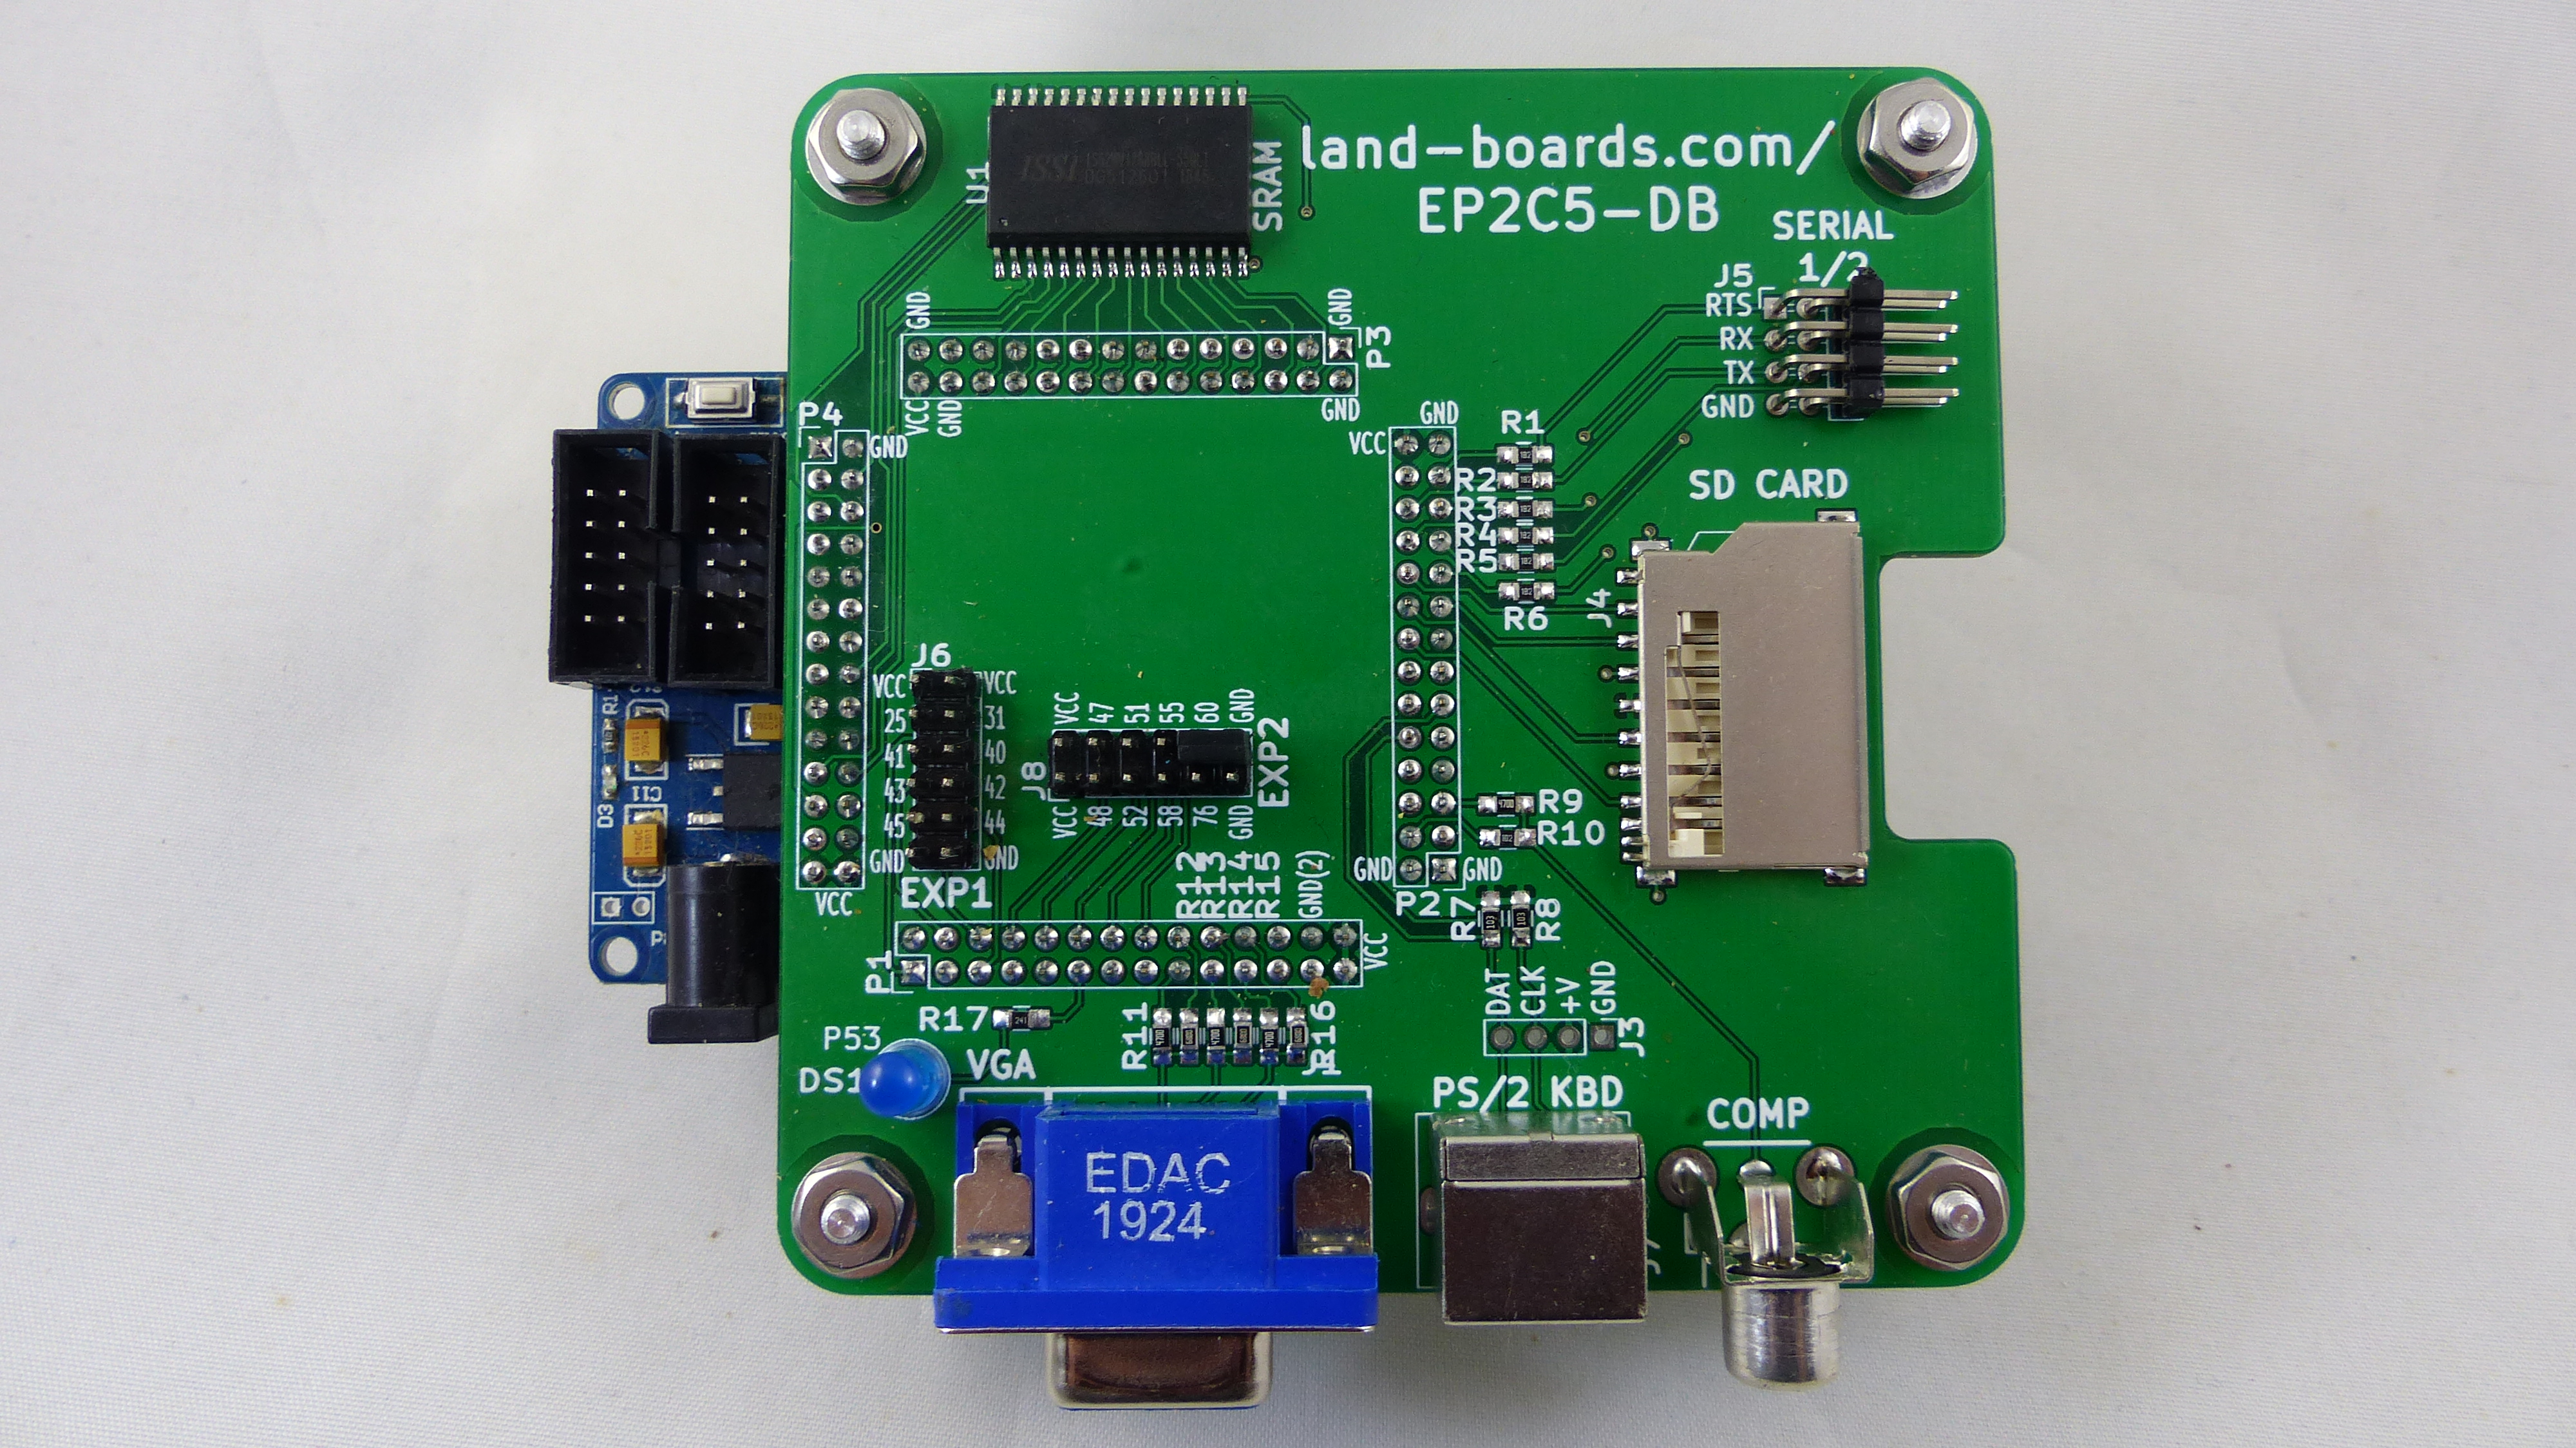 land-boards.com/
EP2C5-DB
U1
ISSI
SRAM
SERIAL
1/2
J5
RTS
RX
TX
GND
GND
GND
P3
VCC
GND
GND
P4
GND
VCC
GND
R1
R2
R3
R4
R5
R6
SD CARD
J4
J6
VCC
VCC
25
31
41
40
43
42
45
44
GND
GND
EXP1
VCC
47
51
55
60
GND
J8
EXP2
VCC
48
52
58
76
GND
R9
R10
GND
GND
P2
VCC
R12
R13
R14
R15
GND(2)
VCC
P1
R7
103
R8
103
D3
C11
R17
241
R11
R16
DAT
CLK
+V
GND
J3
P53
DS1
VGA
PS/2 KBD
COMP
EDAC
1924